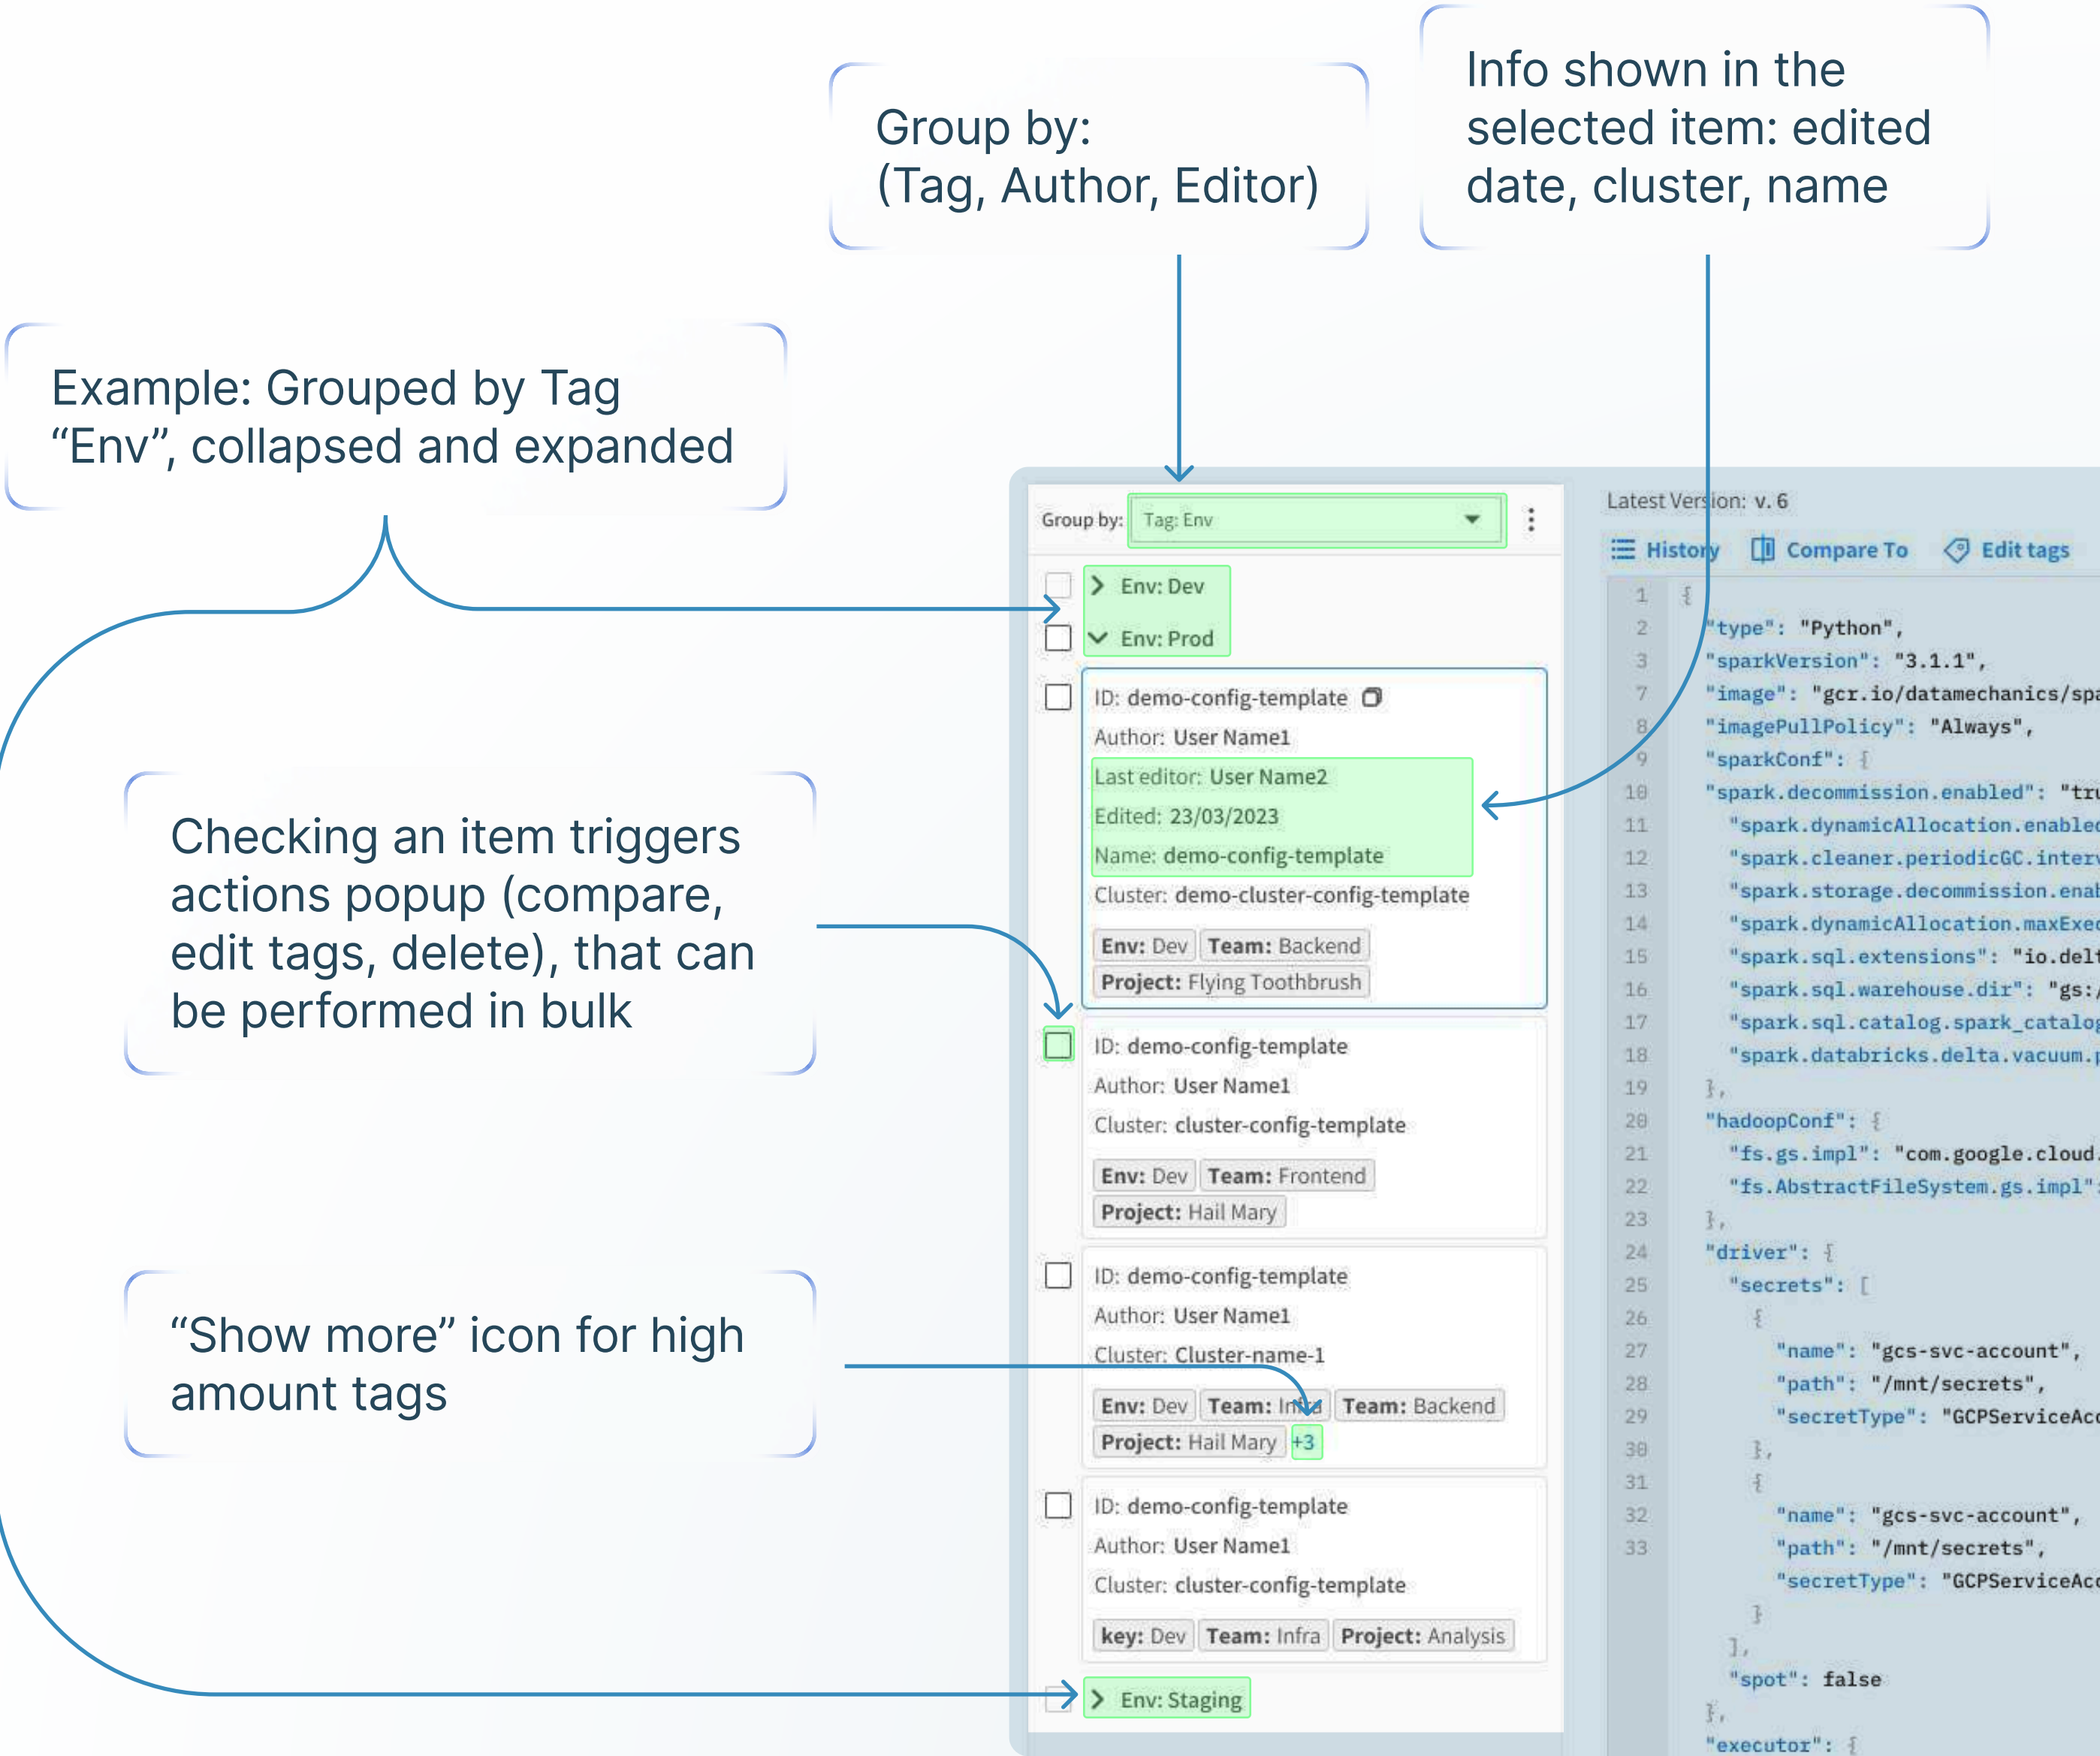 Info shown in the
selected item: edited
date, cluster, name
Group by:
(Tag, Author, Editor)
Example: Grouped by Tag
“Env”, collapsed and expanded
Checking an item triggers
actions popup (compare,
edit tags, delete), that can
be performed in bulk
“Show more” icon for high
amount tags
Group by: Tag: Env
Env: Dev
Env: Prod
ID: demo-config-template
Author: User Name1
Last editor: User Name2
Edited: 23/03/2023
Name: demo-config-template
Cluster: demo-cluster-config-template
Env: Dev Team: Backend
Project: Flying Toothbrush
ID: demo-config-template
Author: User Name1
Cluster: cluster-config-template
Env: Dev Team: Frontend
Project: Hail Mary
ID: demo-config-template
Author: User Name1
Cluster: Cluster-name-1
Env: Dev Team: Infra Team: Backend
Project: Hail Mary +3
ID: demo-config-template
Author: User Name1
Cluster: cluster-config-template
key: Dev Team: Infra Project: Analysis
Env: Staging
Latest Version: v. 6
History Compare To Edit tags
1 {
2 "type": "Python",
3 "sparkVersion": "3.1.1",
7 "image": "gcr.io/datamechanics/spa
8 "imagePullPolicy": "Always",
9 "sparkConf": {
10 "spark.decommission.enabled": "tru
11 "spark.dynamicAllocation.enabled
12 "spark.cleaner.periodicGC.interv
13 "spark.storage.decommission.enab
14 "spark.dynamicAllocation.maxExec
15 "spark.sql.extensions": "io.delt
16 "spark.sql.warehouse.dir": "gs:/
17 "spark.sql.catalog.spark_catalog
18 "spark.databricks.delta.vacuum.p
19 },
20 "hadoopConf": {
21 "fs.gs.impl": "com.google.cloud.
22 "fs.AbstractFileSystem.gs.impl":
23 },
24 "driver": {
25 "secrets": [
26 {
27 "name": "gcs-svc-account",
28 "path": "/mnt/secrets",
29 "secretType": "GCPServiceAcc
30 },
31 {
32 "name": "gcs-svc-account",
33 "path": "/mnt/secrets",
"secretType": "GCPServiceAcc
}
],
"spot": false
},
"executor": {